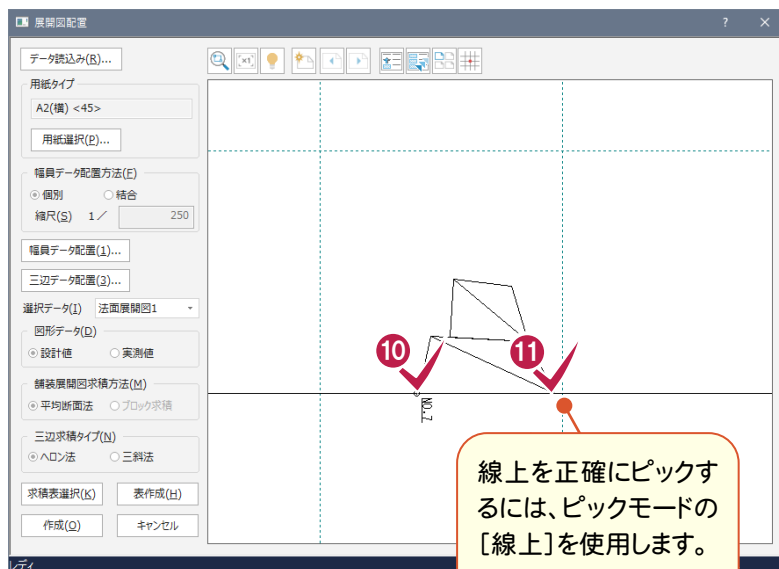 展開図配置
?
×
データ読込み(R)...
用紙タイプ
A2(横) <45>
用紙選択(P)...
幅員データ配置方法(F)
個別
結合
縮尺(S) 1/ 250
幅員データ配置(1)...
三辺データ配置(3)...
選択データ(I) 法面展開図1
図形データ(D)
設計値
実測値
舗装展開図求積方法(M)
平均断面法
ブロック求積
三辺求積タイプ(N)
ヘロン法
三斜法
求積表選択(K)
表作成(H)
作成(O)
キャンセル
レディ
×1
10
11
NO.7
線上を正確にピックす
るには、ピックモードの
[線上]を使用します。